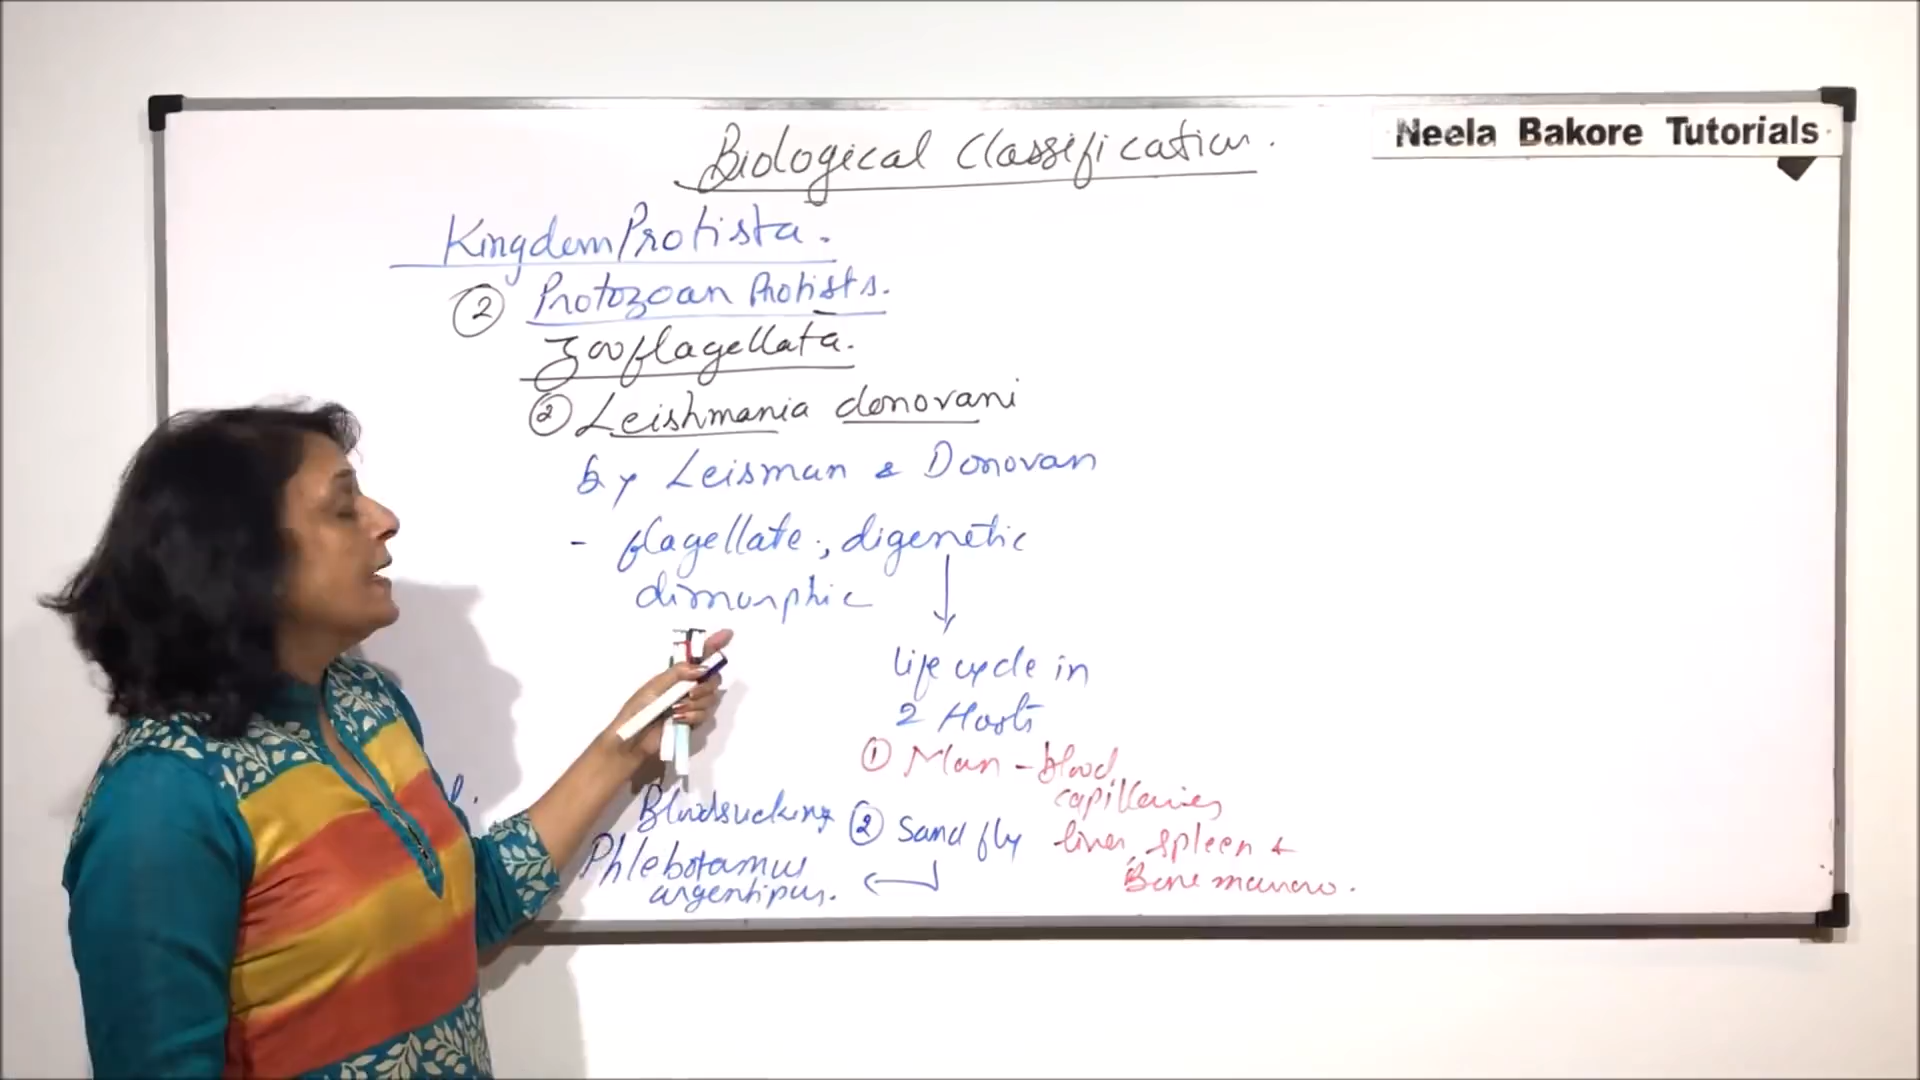 Neela Bakore Tutorials
Biological Classification.
Kingdom Protista.
② Protozoan Protists.
Zooflagellata.
② Leishmania donovani
by Leisman & Donovan
- flagellate ; digenetic
dimorphic
life cycle in
2 Hosts
① Man - blood
capillaries
liver, spleen &
Bone marrow.
② Sand fly
Bloodsucking
Phlebotamus
argentipus.